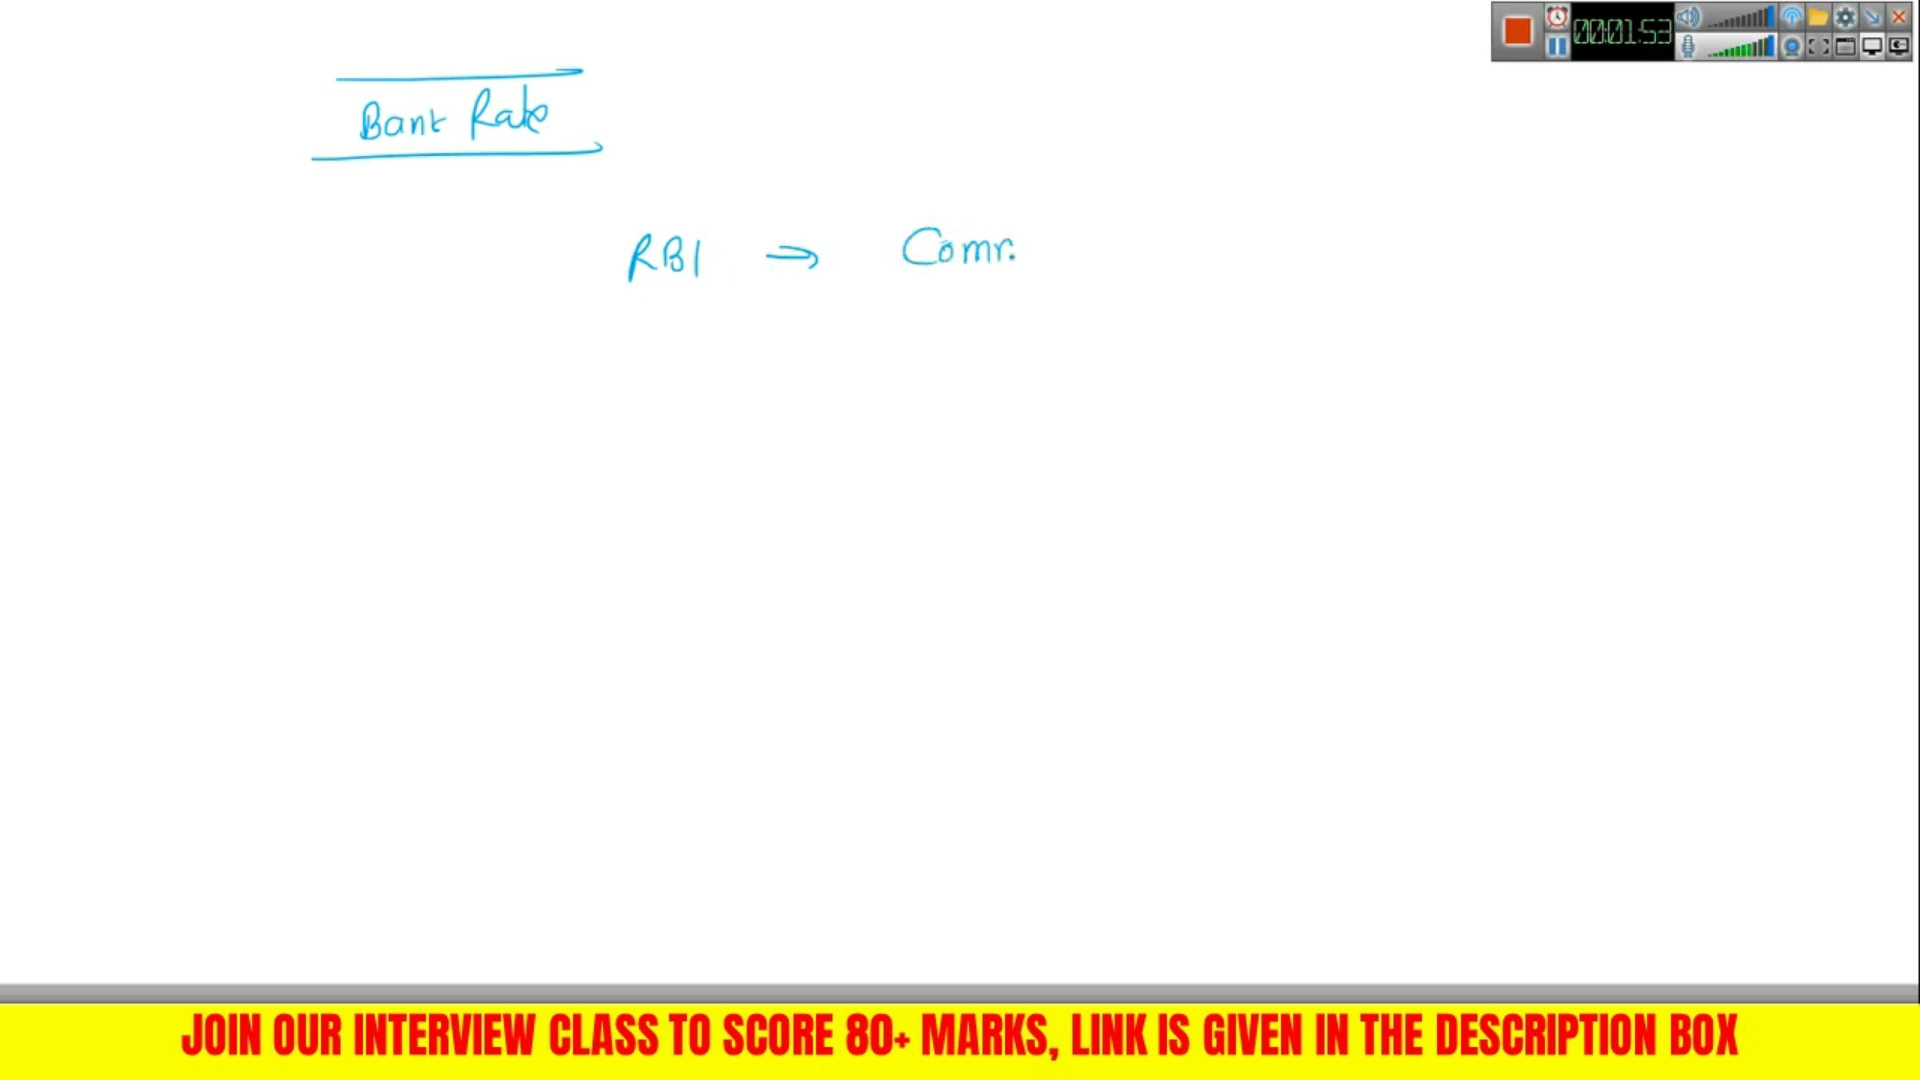 00:01:53
Bank Rate
RBI ⇒ Comr.
JOIN OUR INTERVIEW CLASS TO SCORE 80+ MARKS, LINK IS GIVEN IN THE DESCRIPTION BOX